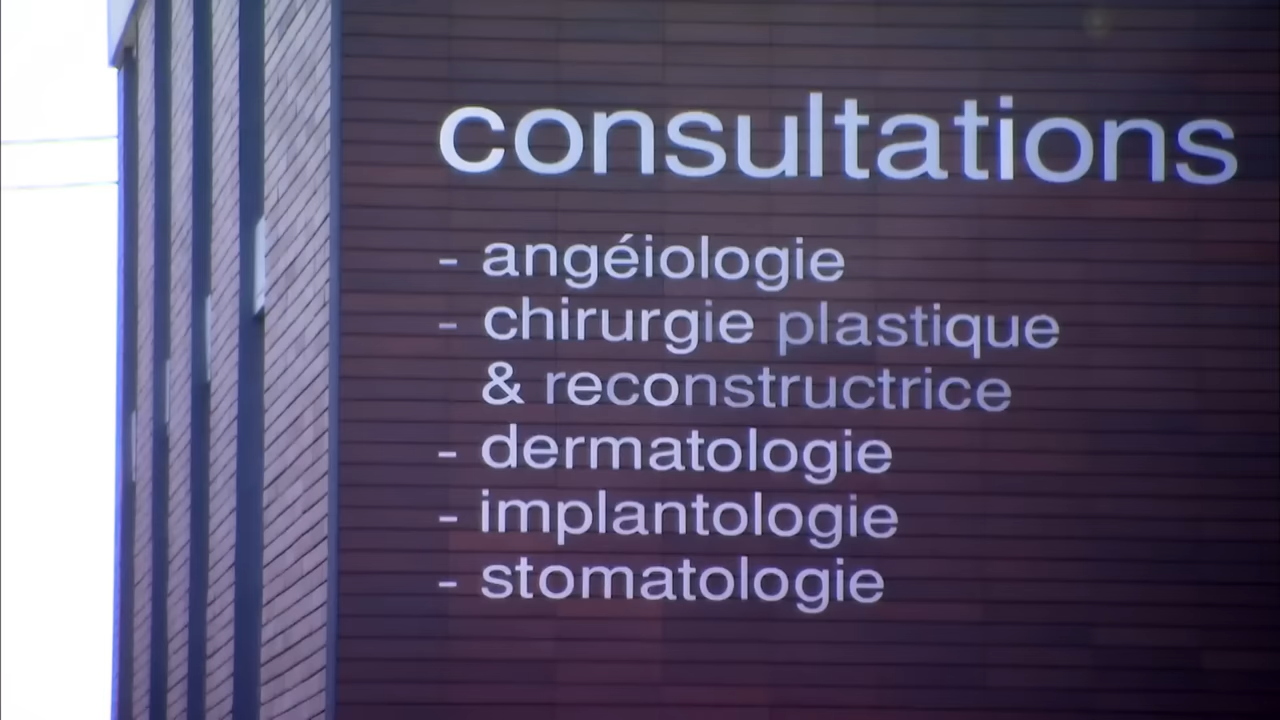 consultations
- angéiologie
- chirurgie plastique
& reconstructrice
- dermatologie
- implantologie
- stomatologie